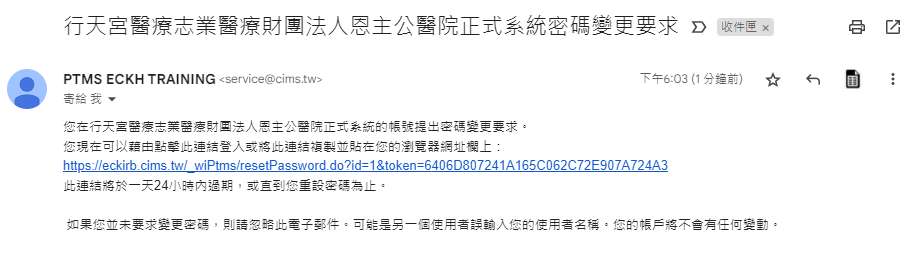 行天宮醫療志業醫療財團法人恩主公醫院正式系統密碼變更要求 收件匣 ×
PTMS ECKH TRAINING <service@cims.tw> 下午6:03 (1 分鐘前)
寄給 我
您在行天宮醫療志業醫療財團法人恩主公醫院正式系統的帳號提出密碼變更要求。
您現在可以藉由點擊此連結登入或將此連結複製並貼在您的瀏覽器網址欄上：
https://eckirb.cims.tw/_wiPtms/resetPassword.do?id=1&token=6406D807241A165C062C72E907A724A3
此連結將於一天24小時內過期，或直到您重設密碼為止。
如果您並未要求變更密碼，則請忽略此電子郵件。可能是另一個使用者誤輸入您的使用者名稱。您的帳戶將不會有任何變動。